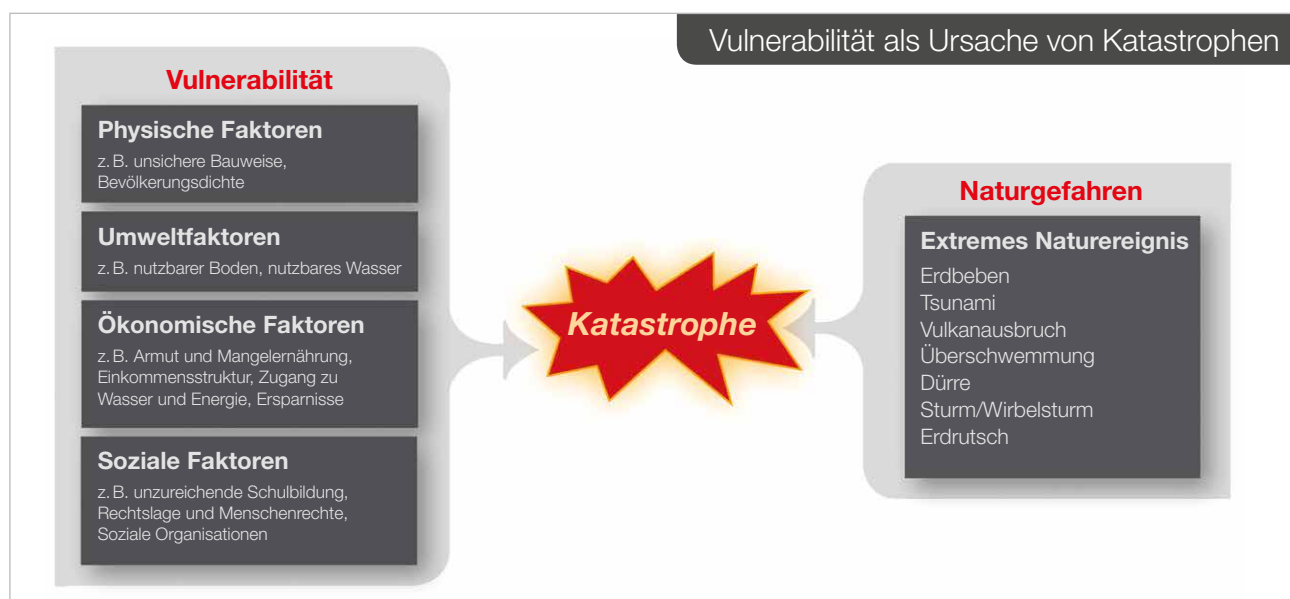 Vulnerabilität als Ursache von Katastrophen
Vulnerabilität
Physische Faktoren
z. B. unsichere Bauweise,
Bevölkerungsdichte
Umweltfaktoren
z. B. nutzbarer Boden, nutzbares Wasser
Ökonomische Faktoren
z. B. Armut und Mangelernährung,
Einkommensstruktur, Zugang zu
Wasser und Energie, Ersparnisse
Soziale Faktoren
z. B. unzureichende Schulbildung,
Rechtslage und Menschenrechte,
Soziale Organisationen
Katastrophe
Naturgefahren
Extremes Naturereignis
Erdbeben
Tsunami
Vulkanausbruch
Überschwemmung
Dürre
Sturm/Wirbelsturm
Erdrutsch